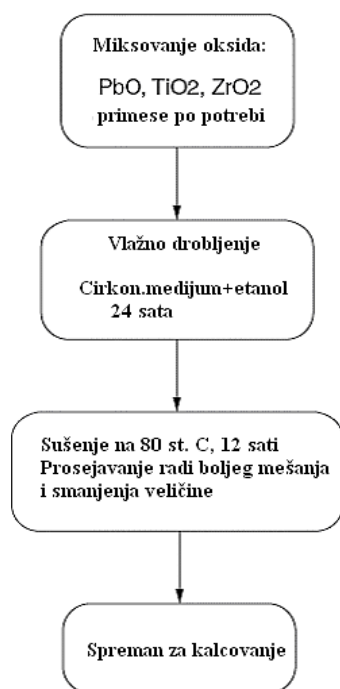 Miksovanje oksida:
PbO, TiO2, ZrO2
primese po potrebi
Vlažno drobljenje
Cirkon.medijum+etanol
24 sata
Sušenje na 80 st. C, 12 sati
Prosejavanje radi boljeg mešanja
i smanjenja veličine
Spreman za kalcovanje